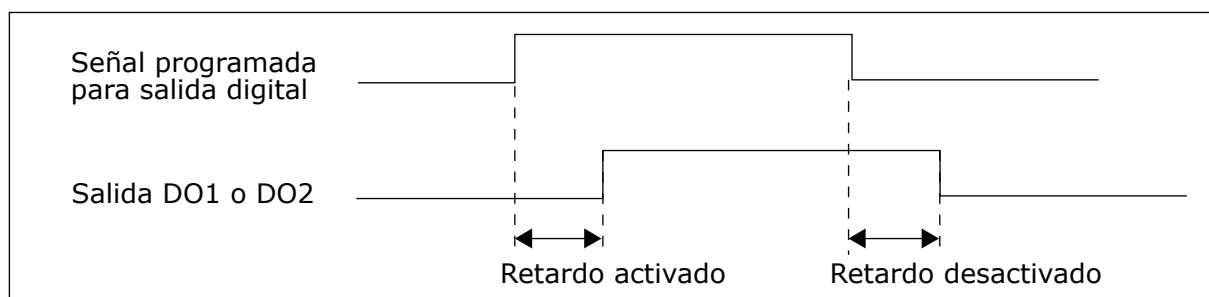 Señal programada
para salida digital
Salida DO1 o DO2
Retardo activado
Retardo desactivado